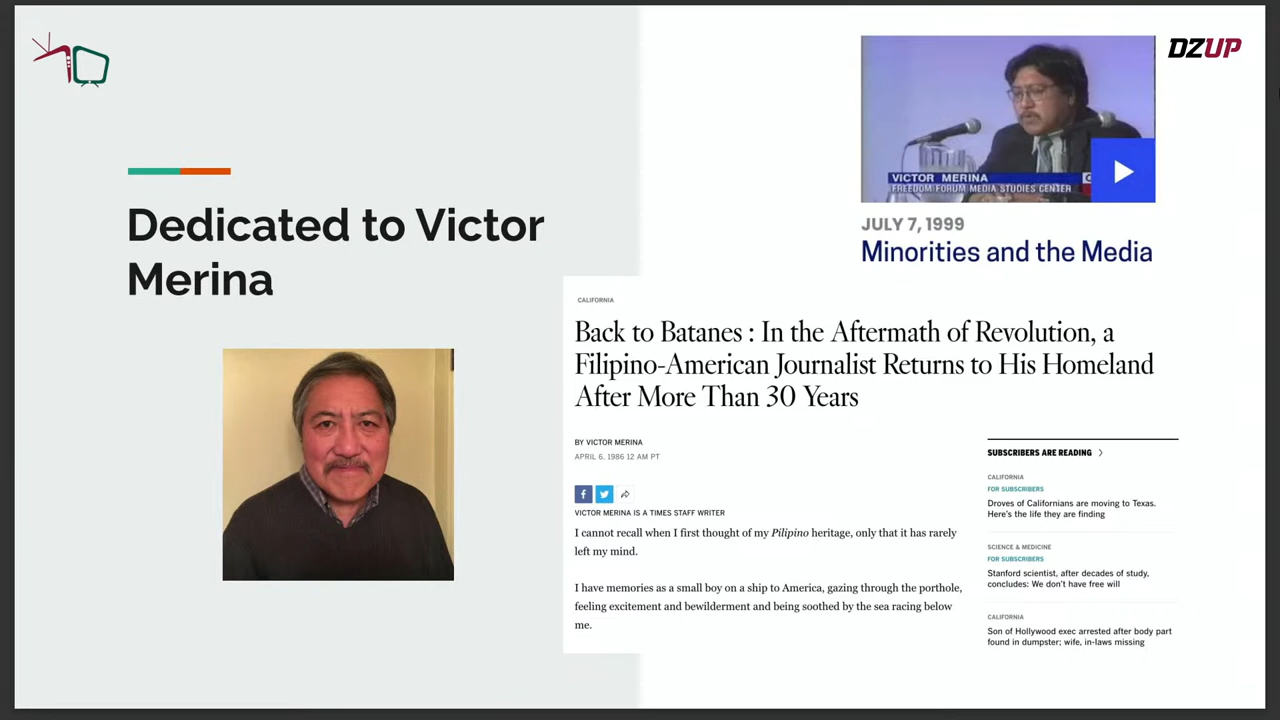 DZUP
Dedicated to Victor
Merina
VICTOR MERINA
FREEDOM FORUM MEDIA STUDIES CENTER
JULY 7, 1999
Minorities and the Media
CALIFORNIA
Back to Batanes : In the Aftermath of Revolution, a
Filipino-American Journalist Returns to His Homeland
After More Than 30 Years
BY VICTOR MERINA
APRIL 6, 1986 12 AM PT
VICTOR MERINA IS A TIMES STAFF WRITER
I cannot recall when I first thought of my Pilipino heritage, only that it has rarely
left my mind.
I have memories as a small boy on a ship to America, gazing through the porthole,
feeling excitement and bewilderment and being soothed by the sea racing below
me.
SUBSCRIBERS ARE READING
CALIFORNIA
FOR SUBSCRIBERS
Droves of Californians are moving to Texas.
Here's the life they are finding
SCIENCE & MEDICINE
FOR SUBSCRIBERS
Stanford scientist, after decades of study,
concludes: We don't have free will
CALIFORNIA
Son of Hollywood exec arrested after body part
found in dumpster; wife, in-laws missing